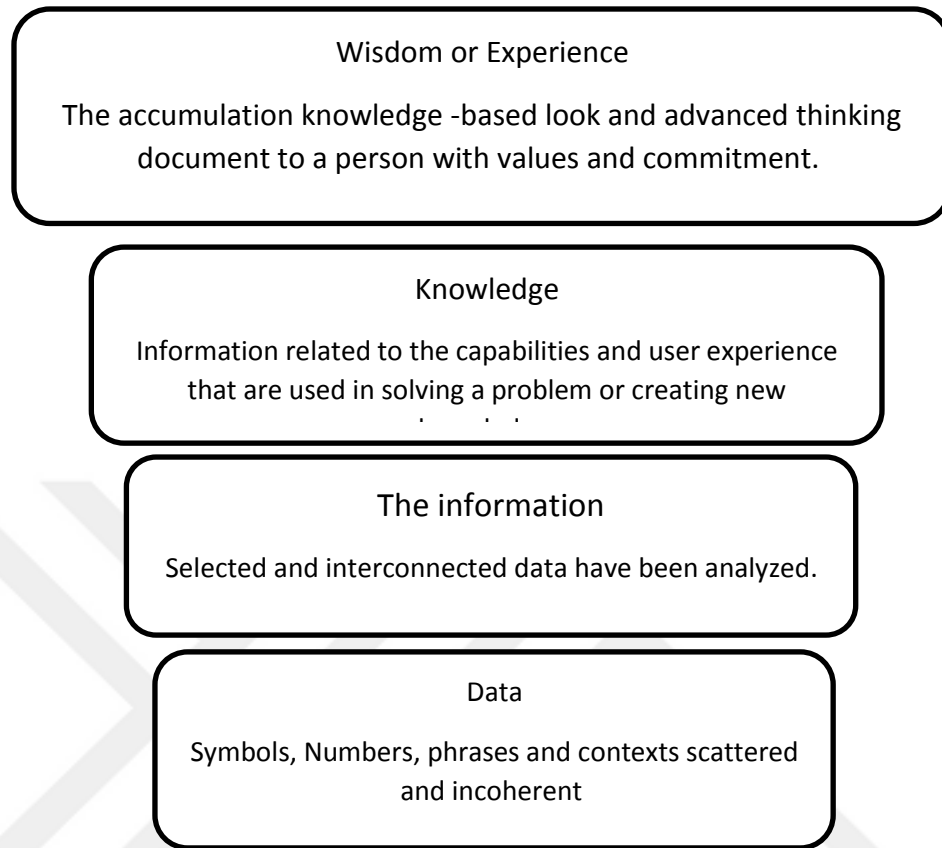 Wisdom or Experience
The accumulation knowledge -based look and advanced thinking
document to a person with values and commitment.
Knowledge
Information related to the capabilities and user experience
that are used in solving a problem or creating new
The information
Selected and interconnected data have been analyzed.
Data
Symbols, Numbers, phrases and contexts scattered
and incoherent